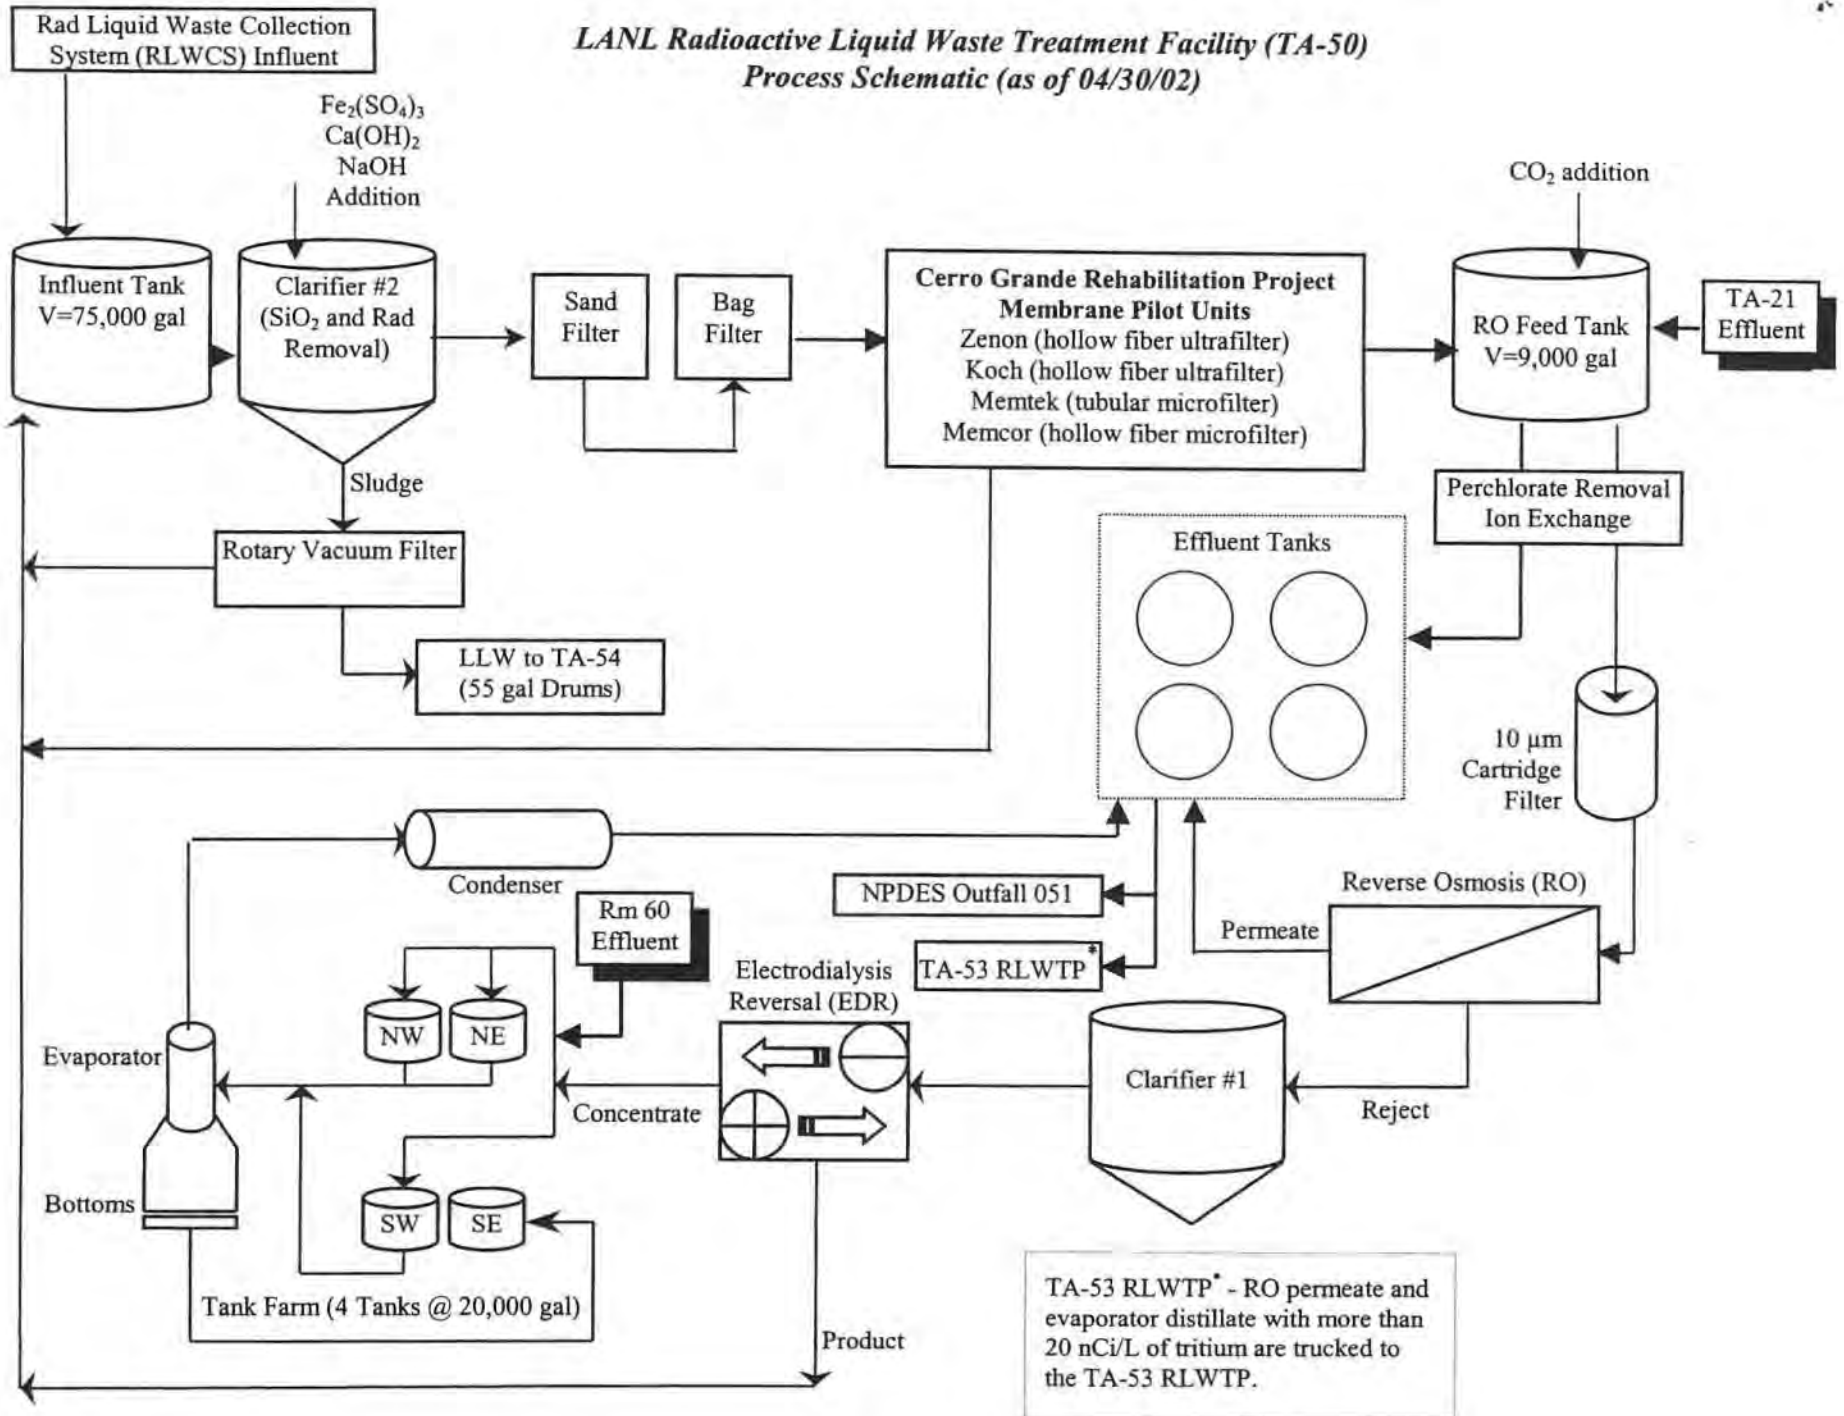 LANL Radioactive Liquid Waste Treatment Facility (TA-50)
Process Schematic (as of 04/30/02)
Rad Liquid Waste Collection
System (RLWCS) Influent
Fe₂(SO₄)₃
Ca(OH)₂
NaOH
Addition
CO₂ addition
Influent Tank
V=75,000 gal
Clarifier #2
(SiO₂ and Rad
Removal)
Sand
Filter
Bag
Filter
Cerro Grande Rehabilitation Project
Membrane Pilot Units
Zenon (hollow fiber ultrafilter)
Koch (hollow fiber ultrafilter)
Memtek (tubular microfilter)
Memcor (hollow fiber microfilter)
RO Feed Tank
V=9,000 gal
TA-21
Effluent
Sludge
Perchlorate Removal
Ion Exchange
Rotary Vacuum Filter
Effluent Tanks
LLW to TA-54
(55 gal Drums)
10 µm
Cartridge
Filter
Condenser
NPDES Outfall 051
Reverse Osmosis (RO)
Rm 60
Effluent
Permeate
TA-53 RLWTP*
Electrodialysis
Reversal (EDR)
NW
NE
Evaporator
Clarifier #1
Concentrate
Reject
Bottoms
SW
SE
Tank Farm (4 Tanks @ 20,000 gal)
Product
TA-53 RLWTP* - RO permeate and
evaporator distillate with more than
20 nCi/L of tritium are trucked to
the TA-53 RLWTP.